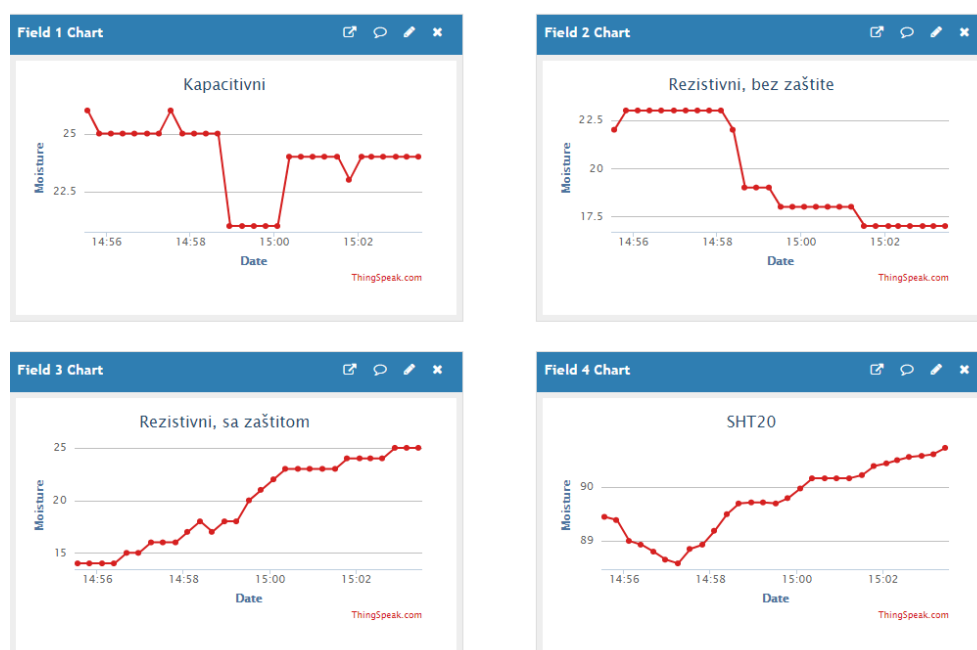 Field 1 Chart
Kapacitivni
25
22.5
Moisture
14:56 14:58 15:00 15:02
Date
ThingSpeak.com
Field 2 Chart
Rezistivni, bez zaštite
22.5
20
17.5
Moisture
14:56 14:58 15:00 15:02
Date
ThingSpeak.com
Field 3 Chart
Rezistivni, sa zaštitom
25
20
15
Moisture
14:56 14:58 15:00 15:02
Date
ThingSpeak.com
Field 4 Chart
SHT20
90
89
Moisture
14:56 14:58 15:00 15:02
Date
ThingSpeak.com